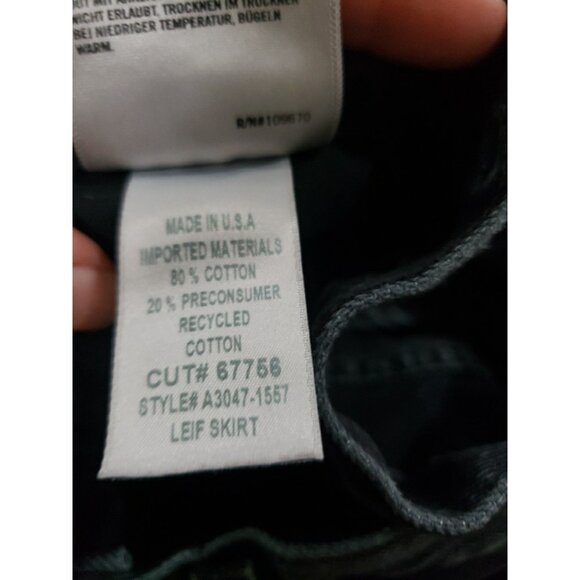 NICHT ERLAUBT, TROCKNEN IM TROCKNER
BEI NIEDRIGER TEMPERATUR, BÜGELN
WARM.
R/N#109670
MADE IN U.S.A
IMPORTED MATERIALS
80 % COTTON
20 % PRECONSUMER
RECYCLED
COTTON
CUT# 67756
STYLE# A3047-1557
LEIF SKIRT